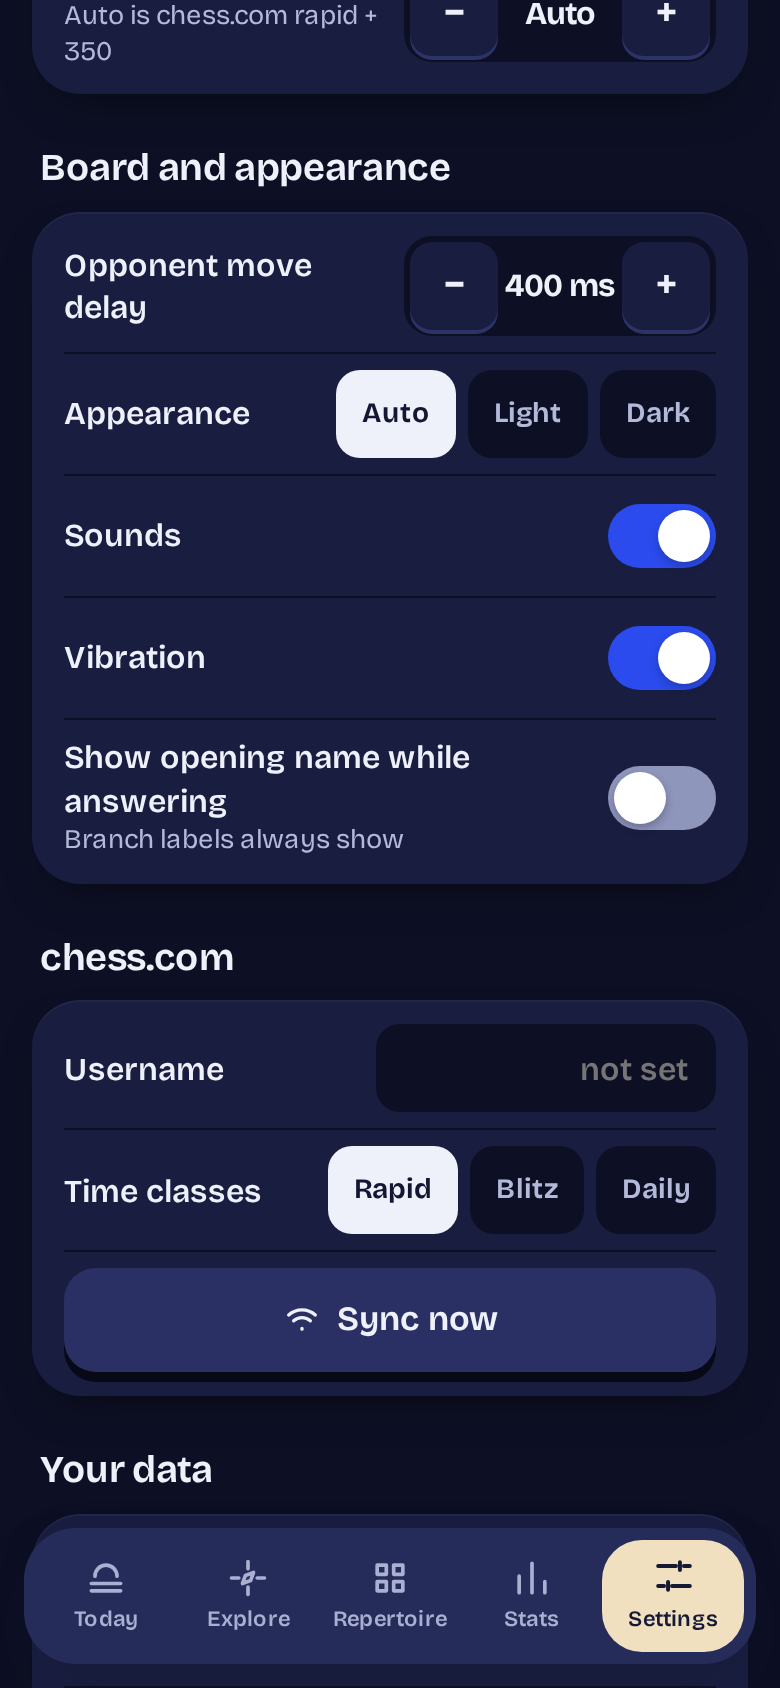 Auto is chess.com rapid +
350
− Auto +
Board and appearance
Opponent move
delay
− 400 ms +
Appearance
Auto Light Dark
Sounds
Vibration
Show opening name while
answering
Branch labels always show
chess.com
Username
not set
Time classes
Rapid Blitz Daily
Sync now
Your data
Today Explore Repertoire Stats Settings